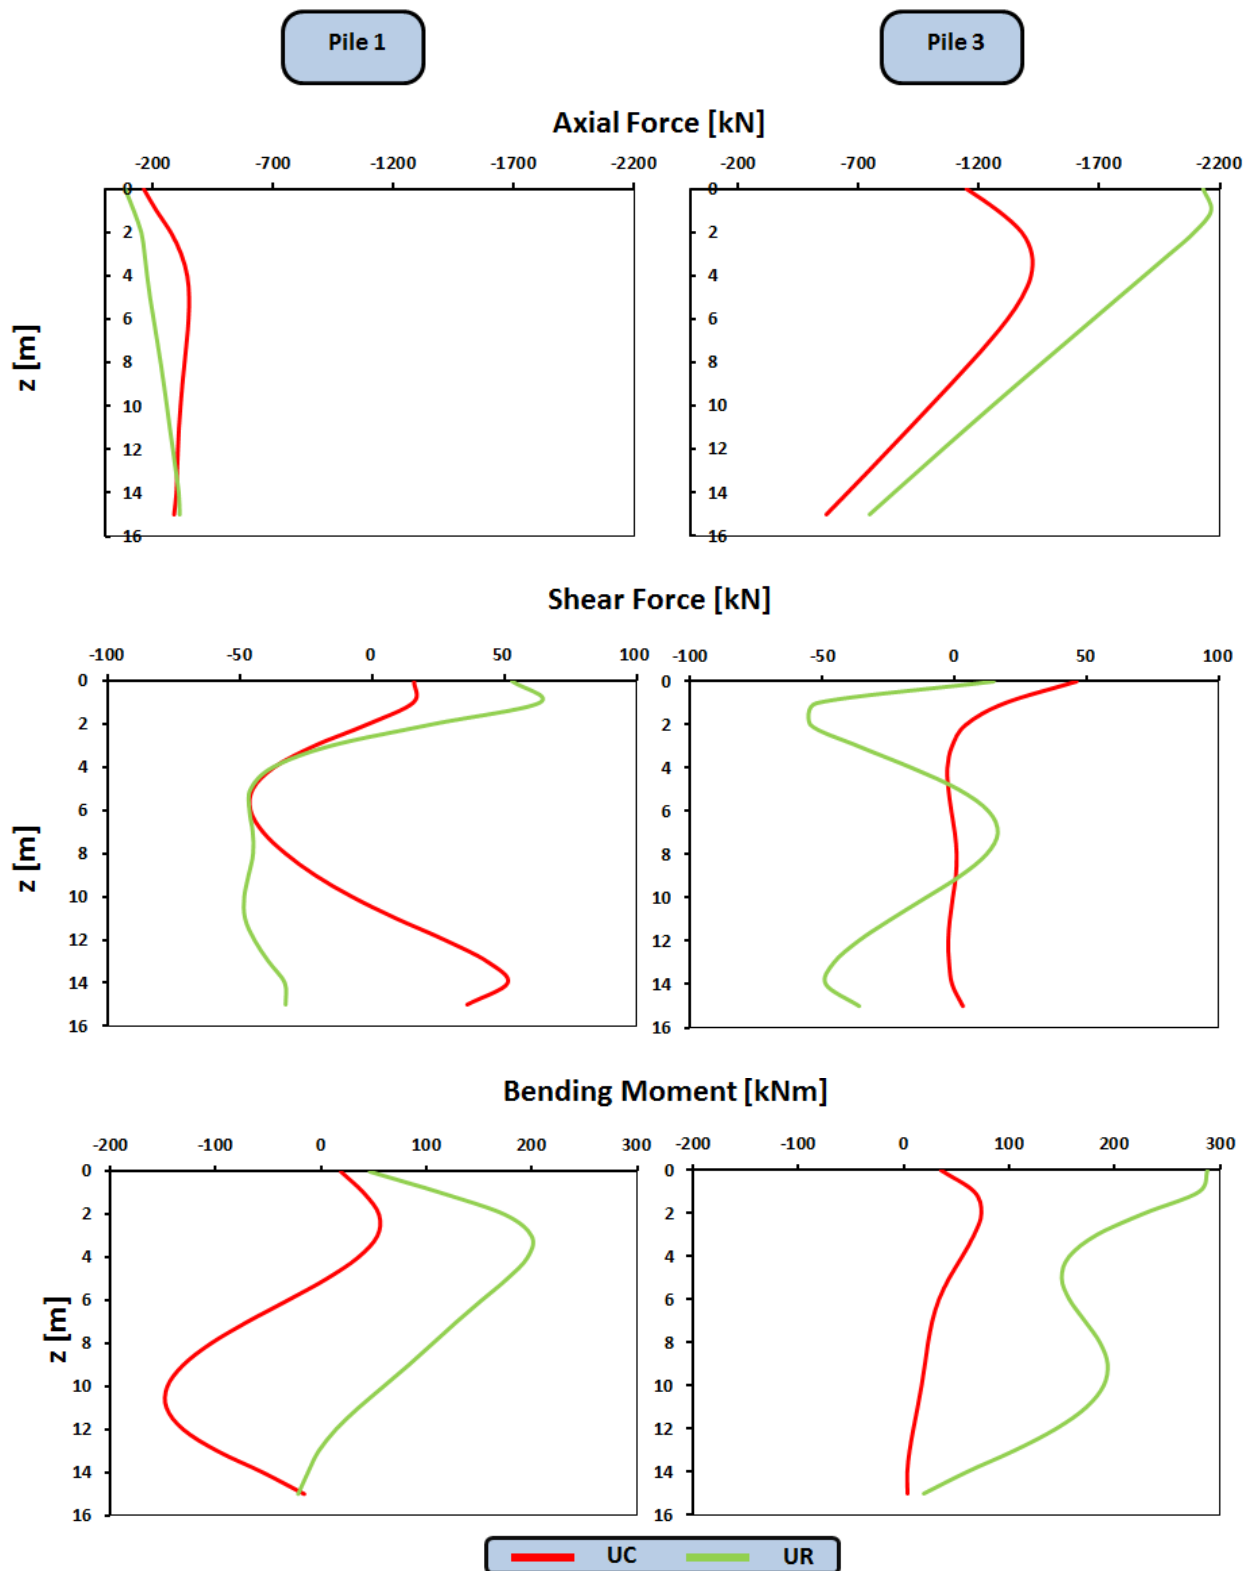 Pile 1 Pile 3
Axial Force [kN]
-200 -700 -1200 -1700 -2200 -200 -700 -1200 -1700 -2200
0 0
2 2
4 4
6 6
z [m]
8 8
10 10
12 12
14 14
16 16
Shear Force [kN]
-100 -50 0 50 100 -100 -50 0 50 100
0 0
2 2
4 4
6 6
z [m]
8 8
10 10
12 12
14 14
16 16
Bending Moment [kNm]
-200 -100 0 100 200 300 -200 -100 0 100 200 300
0 0
2 2
4 4
6 6
z [m]
8 8
10 10
12 12
14 14
16 16
UC UR